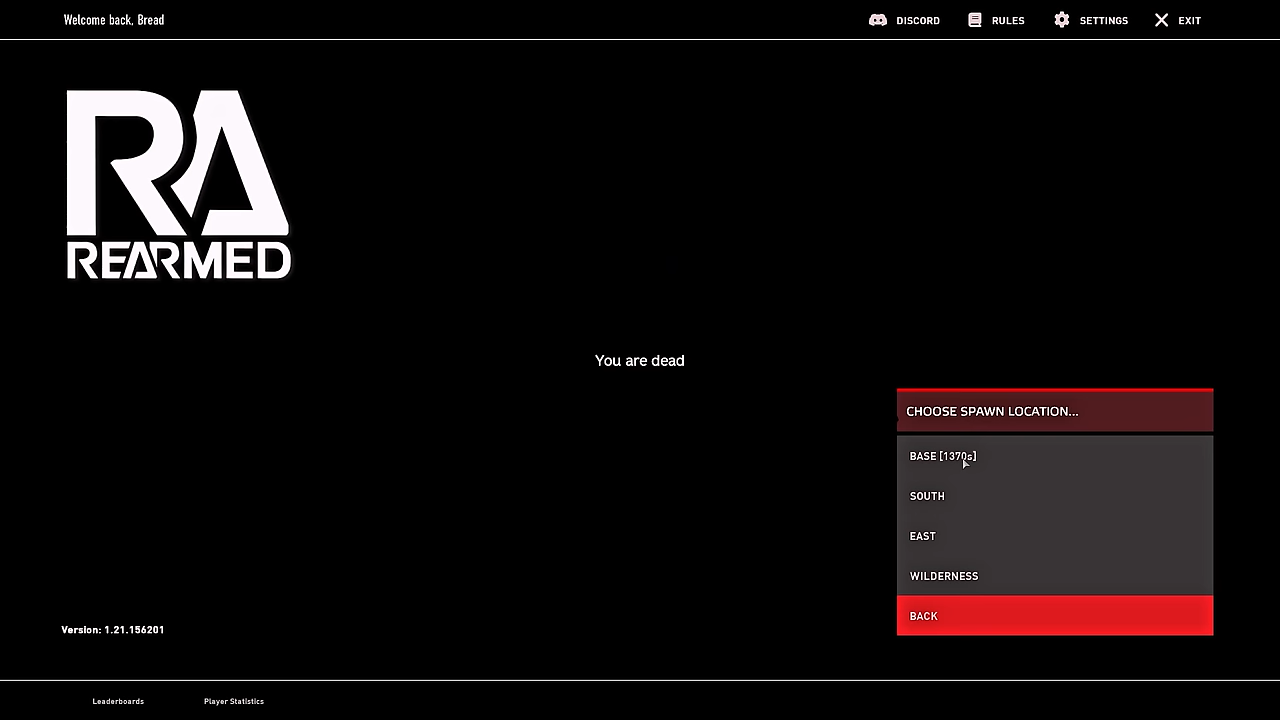 Welcome back, Bread
DISCORD
RULES
SETTINGS
EXIT
RA
REARMED
You are dead
CHOOSE SPAWN LOCATION...
BASE [1370s]
SOUTH
EAST
WILDERNESS
BACK
Version: 1.21.156201
Leaderboards
Player Statistics